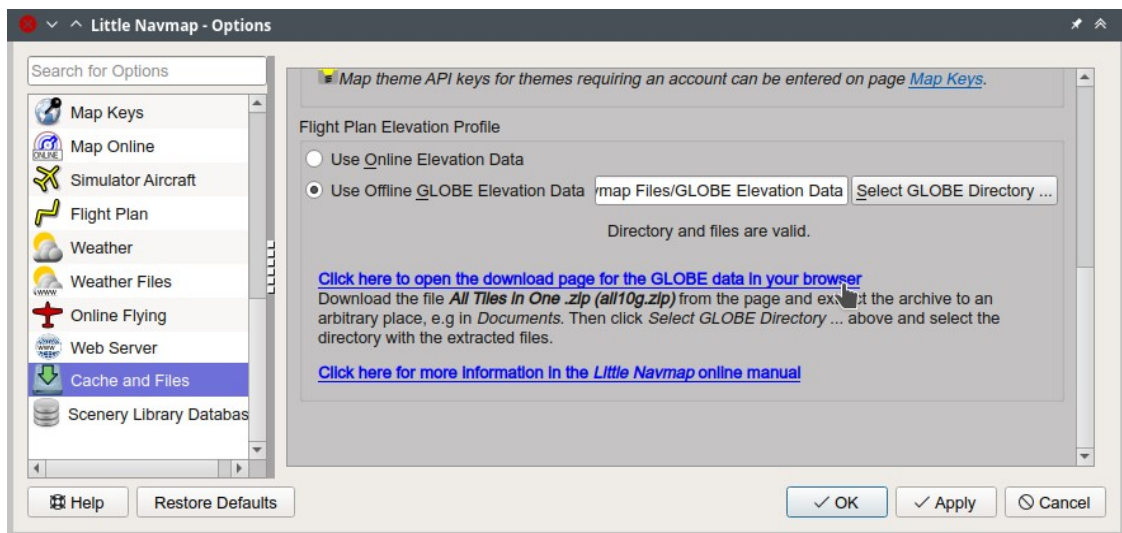 Little Navmap - Options
Search for Options
Map Keys
Map Online
Simulator Aircraft
Flight Plan
Weather
Weather Files
Online Flying
Web Server
Cache and Files
Scenery Library Databas
Map theme API keys for themes requiring an account can be entered on page Map Keys.
Flight Plan Elevation Profile
Use Online Elevation Data
Use Offline GLOBE Elevation Data map Files/GLOBE Elevation Data Select GLOBE Directory ...
Directory and files are valid.
Click here to open the download page for the GLOBE data in your browser
Download the file All Tiles in One .zip (all10g.zip) from the page and the archive to an
arbitrary place, e.g in Documents. Then click Select GLOBE Directory ... above and select the
directory with the extracted files.
Click here for more information in the Little Navmap online manual
Help Restore Defaults OK Apply Cancel